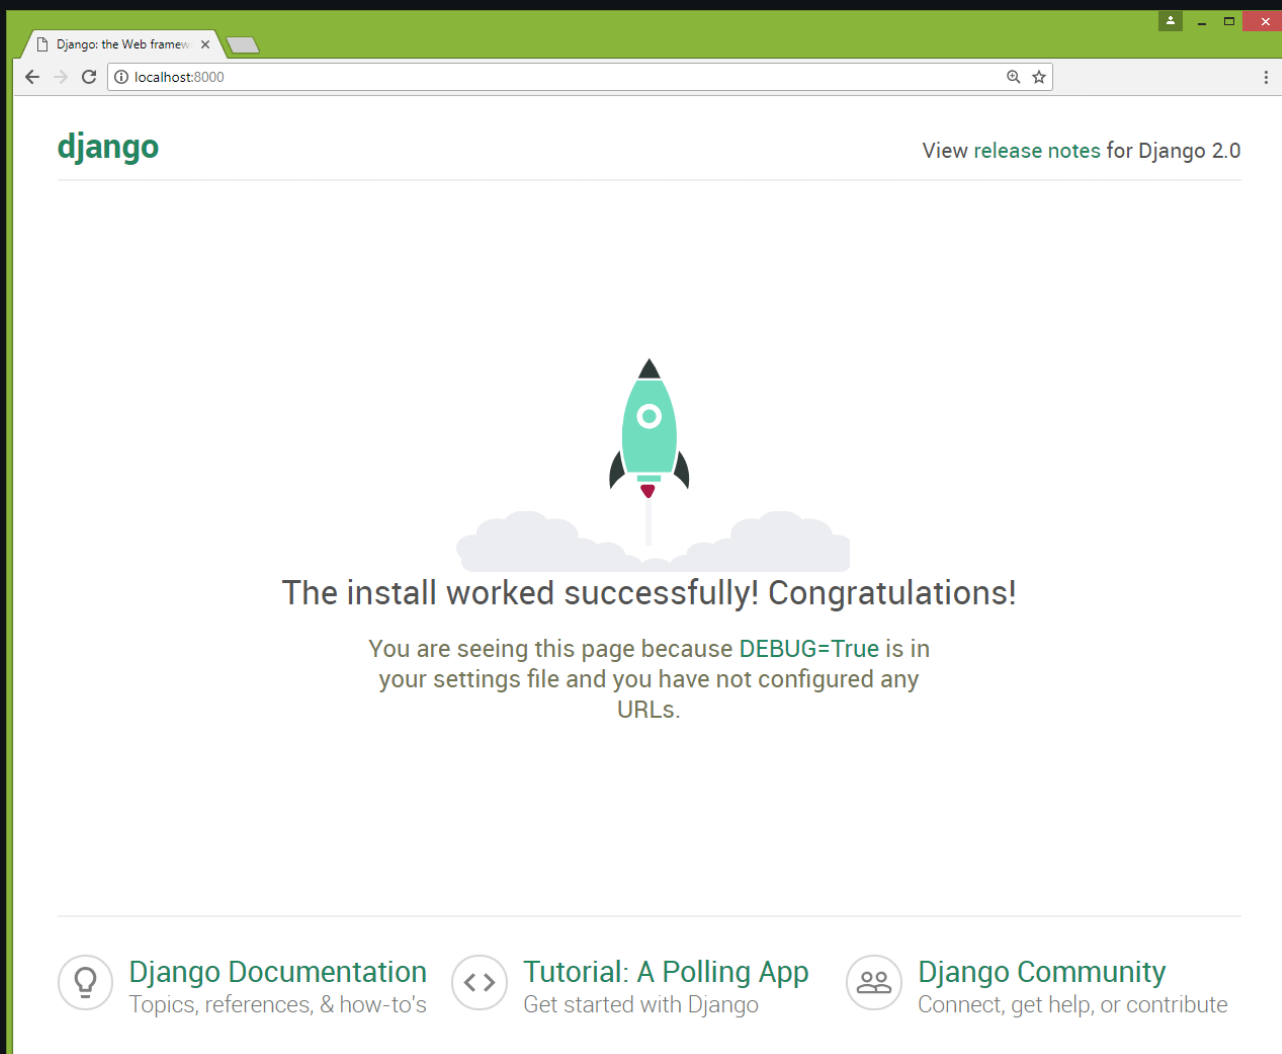 Django: the Web framew
localhost:8000
django
View release notes for Django 2.0
The install worked successfully! Congratulations!
You are seeing this page because DEBUG=True is in
your settings file and you have not configured any
URLs.
Django Documentation
Topics, references, & how-to's
Tutorial: A Polling App
Get started with Django
Django Community
Connect, get help, or contribute